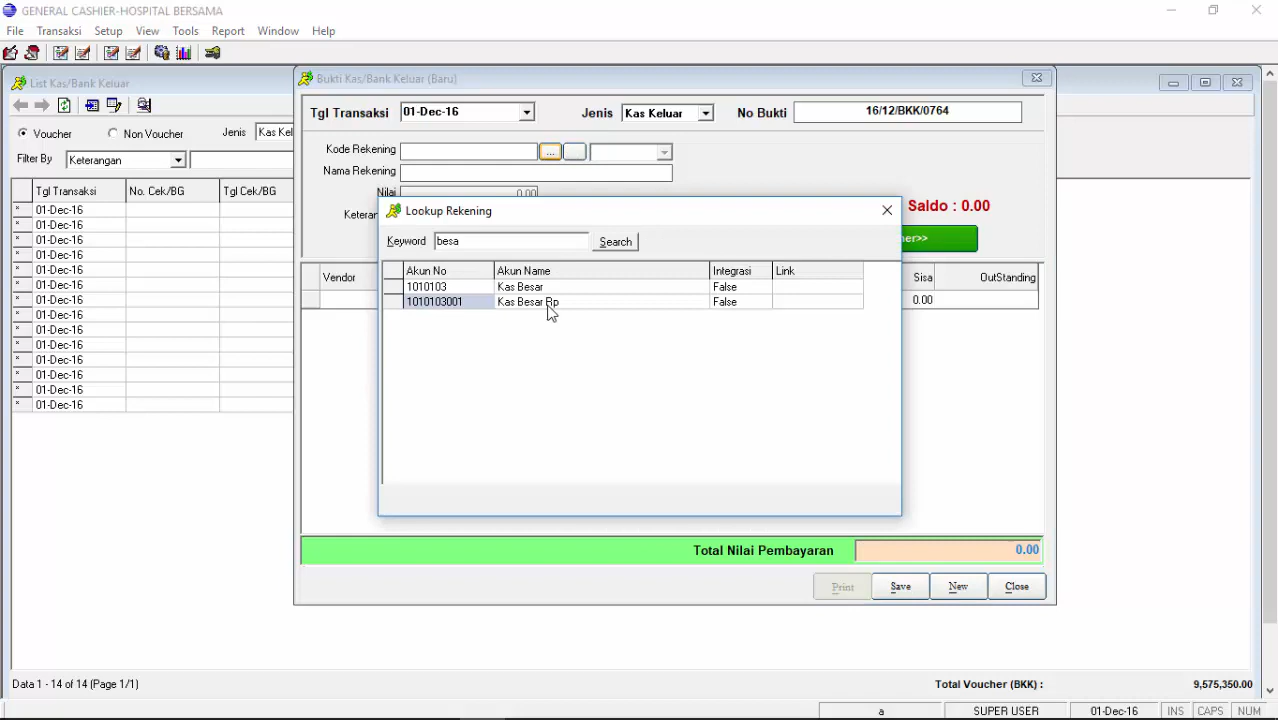 GENERAL CASHIER-HOSPITAL BERSAMA
File Transaksi Setup View Tools Report Window Help
List Kas/Bank Keluar
Voucher Non Voucher Jenis Kas Kel
Filter By Keterangan
Tgl Transaksi No. Cek/BG Tgl Cek/BG
* 01-Dec-16
* 01-Dec-16
* 01-Dec-16
* 01-Dec-16
* 01-Dec-16
* 01-Dec-16
* 01-Dec-16
* 01-Dec-16
* 01-Dec-16
* 01-Dec-16
* 01-Dec-16
* 01-Dec-16
* 01-Dec-16
* 01-Dec-16
Bukti Kas/Bank Keluar (Baru)
Tgl Transaksi 01-Dec-16 Jenis Kas Keluar No Bukti 16/12/BKK/0764
Kode Rekening ...
Nama Rekening
Nilai 0.00
Keteran
Saldo : 0.00
her>>
Vendor Sisa OutStanding
0.00
Lookup Rekening
Keyword besa Search
Akun No Akun Name Integrasi Link
1010103 Kas Besar False
1010103001 Kas Besar Rp False
Total Nilai Pembayaran 0.00
Print Save New Close
Data 1 - 14 of 14 (Page 1/1) Total Voucher (BKK) : 9,575,350.00
a SUPER USER 01-Dec-16 INS CAPS NUM